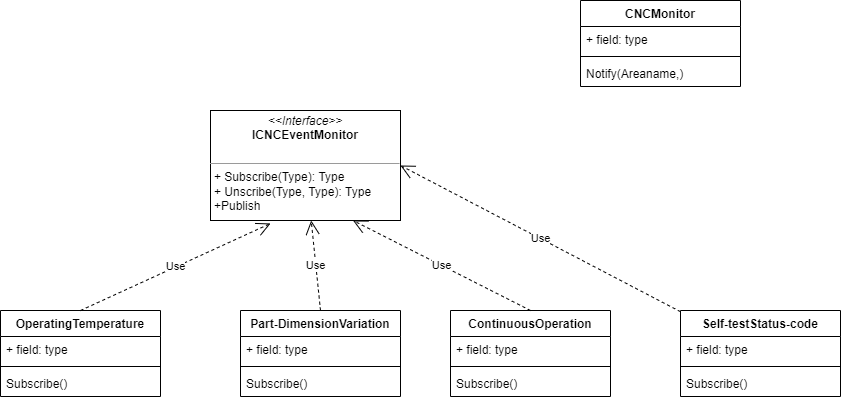 CNCMonitor
+ field: type
Notify(Areaname,)
<<Interface>>
ICNCEventMonitor
+ Subscribe(Type): Type
+ Unscribe(Type, Type): Type
+Publish
Use
Use
Use
Use
OperatingTemperature
+ field: type
Subscribe()
Part-DimensionVariation
+ field: type
Subscribe()
ContinuousOperation
+ field: type
Subscribe()
Self-testStatus-code
+ field: type
Subscribe()